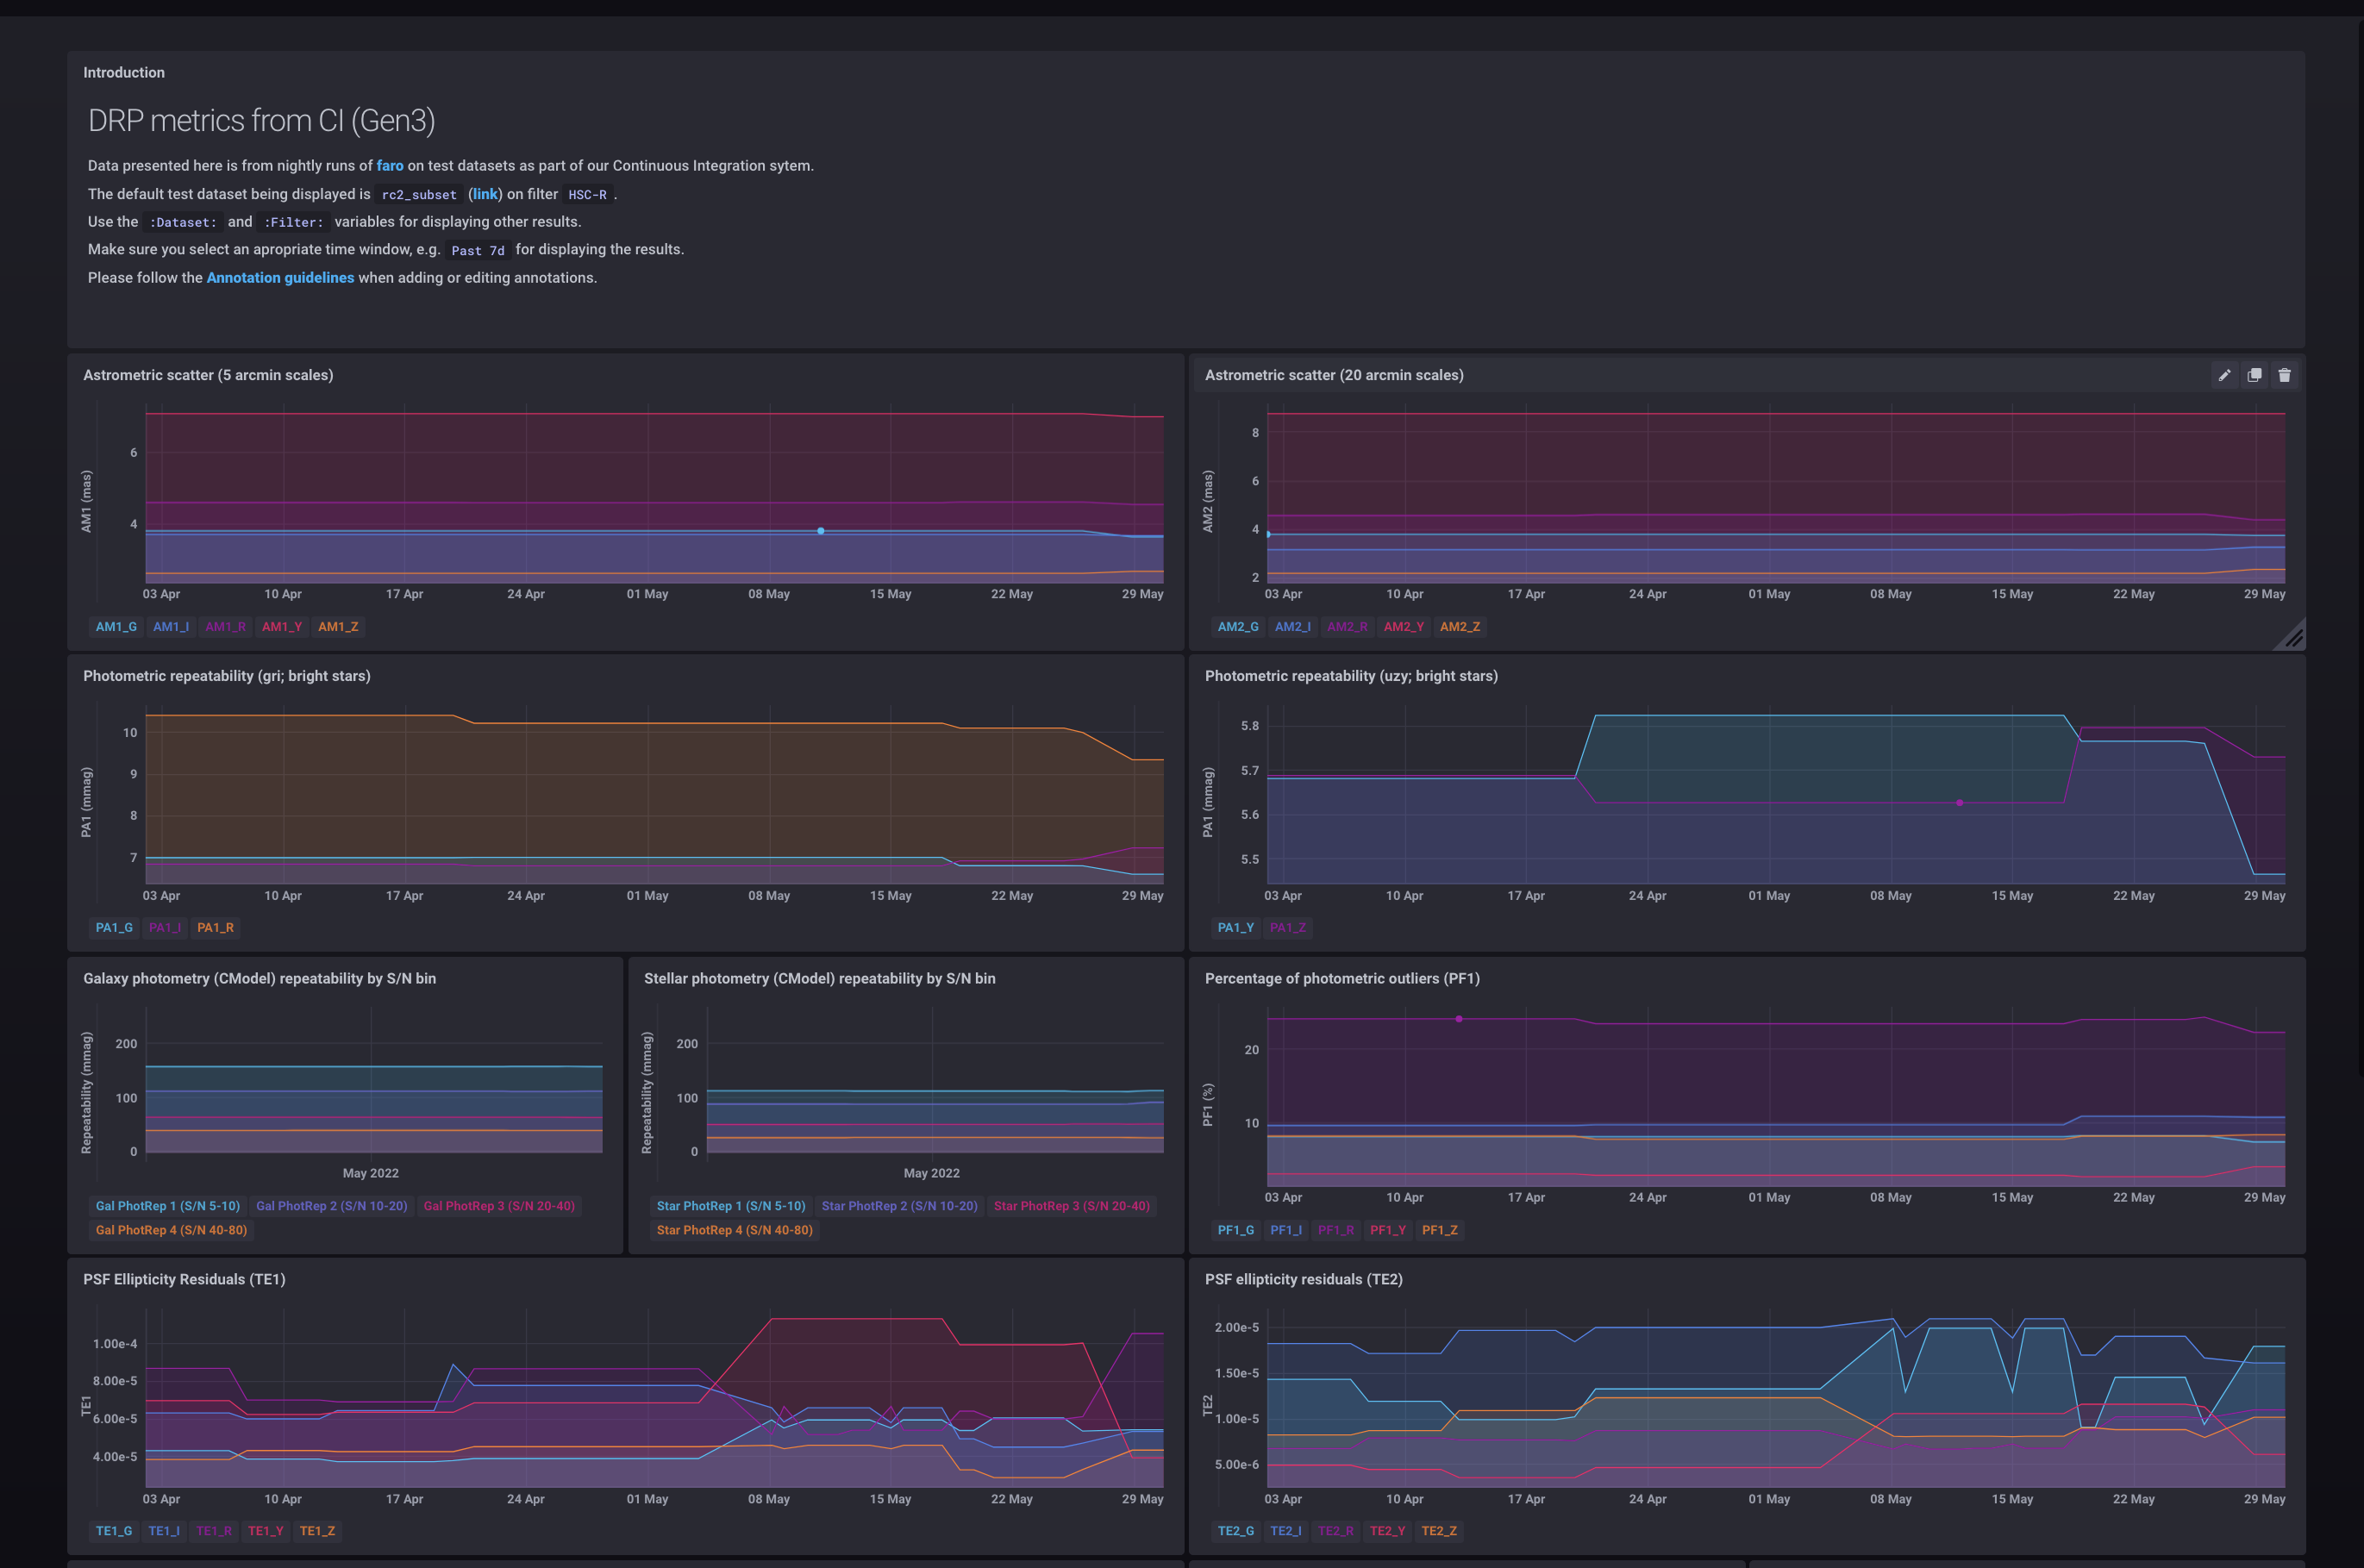 Introduction
DRP metrics from CI (Gen3)
Data presented here is from nightly runs of faro on test datasets as part of our Continuous Integration sytem.
The default test dataset being displayed is rc2_subset (link) on filter HSC-R .
Use the :Dataset: and :Filter: variables for displaying other results.
Make sure you select an apropriate time window, e.g. Past 7d for displaying the results.
Please follow the Annotation guidelines when adding or editing annotations.
Astrometric scatter (5 arcmin scales)
AM1 (mas)
6
4
03 Apr 10 Apr 17 Apr 24 Apr 01 May 08 May 15 May 22 May 29 May
AM1_G AM1_I AM1_R AM1_Y AM1_Z
Astrometric scatter (20 arcmin scales)
AM2 (mas)
8
6
4
2
03 Apr 10 Apr 17 Apr 24 Apr 01 May 08 May 15 May 22 May 29 May
AM2_G AM2_I AM2_R AM2_Y AM2_Z
Photometric repeatability (gri; bright stars)
PA1 (mmag)
10
9
8
7
03 Apr 10 Apr 17 Apr 24 Apr 01 May 08 May 15 May 22 May 29 May
PA1_G PA1_I PA1_R
Photometric repeatability (uzy; bright stars)
PA1 (mmag)
5.8
5.7
5.6
5.5
03 Apr 10 Apr 17 Apr 24 Apr 01 May 08 May 15 May 22 May 29 May
PA1_Y PA1_Z
Galaxy photometry (CModel) repeatability by S/N bin
Repeatability (mmag)
200
100
0
May 2022
Gal PhotRep 1 (S/N 5-10) Gal PhotRep 2 (S/N 10-20) Gal PhotRep 3 (S/N 20-40)
Gal PhotRep 4 (S/N 40-80)
Stellar photometry (CModel) repeatability by S/N bin
Repeatability (mmag)
200
100
0
May 2022
Star PhotRep 1 (S/N 5-10) Star PhotRep 2 (S/N 10-20) Star PhotRep 3 (S/N 20-40)
Star PhotRep 4 (S/N 40-80)
Percentage of photometric outliers (PF1)
PF1 (%)
20
10
03 Apr 10 Apr 17 Apr 24 Apr 01 May 08 May 15 May 22 May 29 May
PF1_G PF1_I PF1_R PF1_Y PF1_Z
PSF Ellipticity Residuals (TE1)
TE1
1.00e-4
8.00e-5
6.00e-5
4.00e-5
03 Apr 10 Apr 17 Apr 24 Apr 01 May 08 May 15 May 22 May 29 May
TE1_G TE1_I TE1_R TE1_Y TE1_Z
PSF ellipticity residuals (TE2)
TE2
2.00e-5
1.50e-5
1.00e-5
5.00e-6
03 Apr 10 Apr 17 Apr 24 Apr 01 May 08 May 15 May 22 May 29 May
TE2_G TE2_I TE2_R TE2_Y TE2_Z